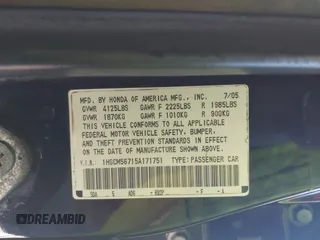 MFD. BY HONDA OF AMERICA MFG., INC. 7/05
GVWR 4125LBS GAWR F 2225LBS R 1985LBS
GVWR 1870KG GAWR F 1010KG R 900KG
THIS VEHICLE CONFORMS TO ALL APPLICABLE
FEDERAL MOTOR VEHICLE SAFETY, BUMPER,
AND THEFT PREVENTION STANDARDS IN EFFECT
ON THE DATE OF MANUFACTURE SHOWN ABOVE.
V.I.N.: 1HGCM56715A171751 TYPE: PASSENGER CAR